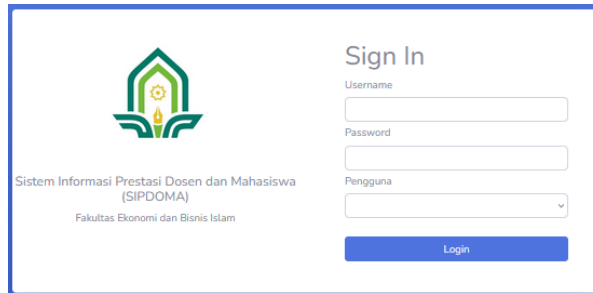 Sistem Informasi Prestasi Dosen dan Mahasiswa
(SIPDOMA)
Fakultas Ekonomi dan Bisnis Islam
Sign In
Username
Password
Pengguna
Login